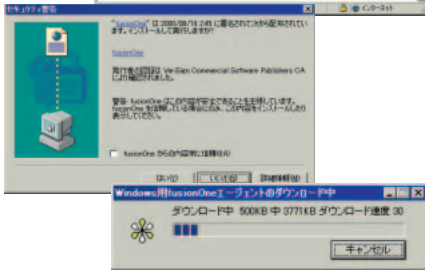 インターネット
セキュリティ警告
"fusionOne" は 2000/08/16 2:45 に署名されて次から配布されてい
ます。インストールして実行しますか?
fusionOne
発行者の認証は VeriSign Commercial Software Publishers CA
により確認されました。
警告: fusionOne はこの内容が安全であることを主張しています。
fusionOne を信頼している場合にのみ、この内容をインストールしたり
表示してください。
fusionOne からの内容を常に信頼(A)
はい(Y) いいえ(N) 詳細情報(M)
Windows用fusionOneエージェントのダウンロード中
ダウンロード中 500KB 中 3771KB ダウンロード速度 30
キャンセル